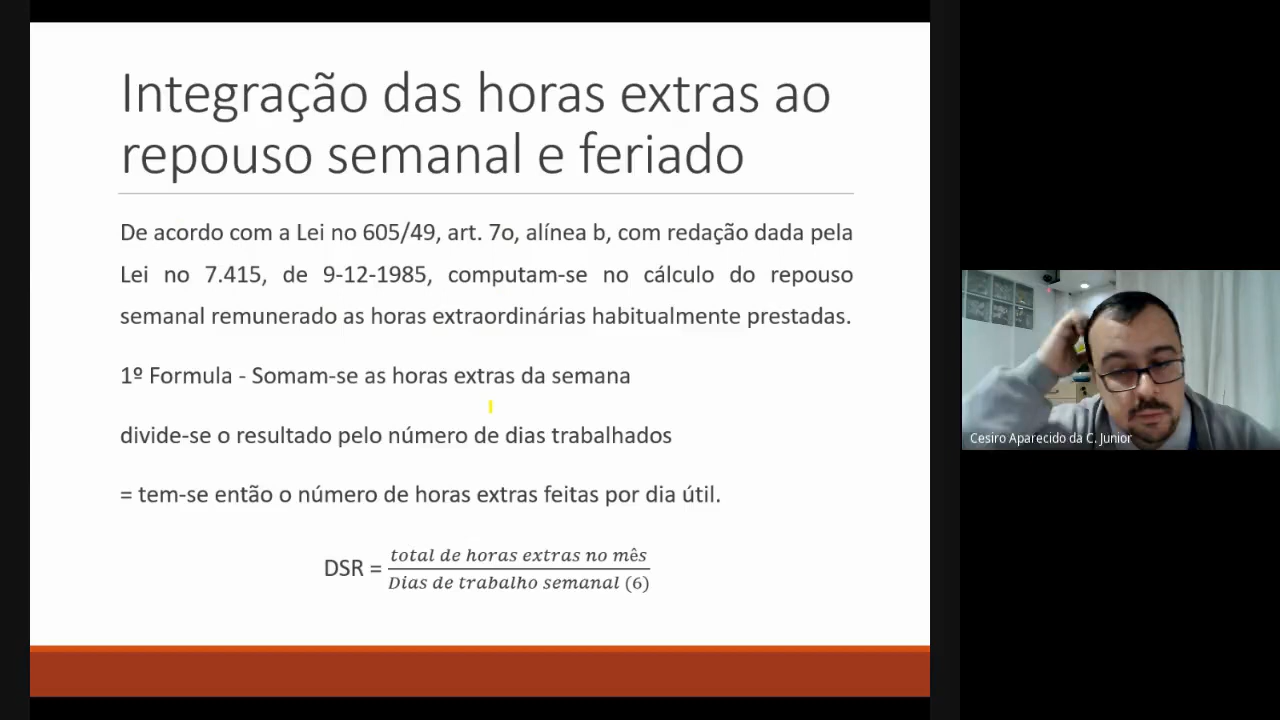 Integração das horas extras ao
repouso semanal e feriado
De acordo com a Lei no 605/49, art. 7o, alínea b, com redação dada pela
Lei no 7.415, de 9-12-1985, computam-se no cálculo do repouso
semanal remunerado as horas extraordinárias habitualmente prestadas.
1º Formula - Somam-se as horas extras da semana
divide-se o resultado pelo número de dias trabalhados
= tem-se então o número de horas extras feitas por dia útil.
total de horas extras no mês
DSR =
Dias de trabalho semanal (6)
Cesiro Aparecido da C. Junior